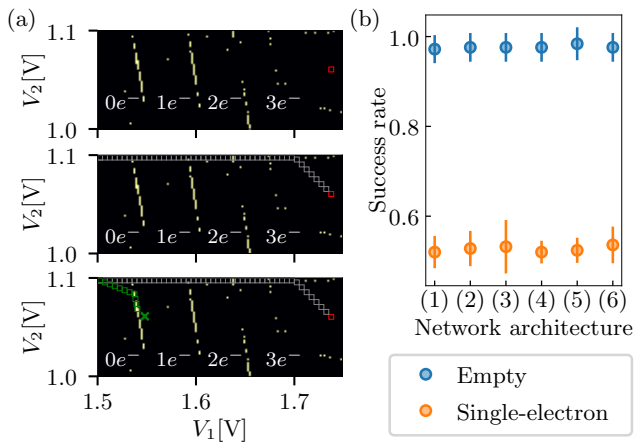 (a)
1.1
V₂[V]
0e⁻ 1e⁻ 2e⁻ 3e⁻
1.0
1.1
V₂[V]
0e⁻ 1e⁻ 2e⁻ 3e⁻
1.0
1.1
V₂[V]
0e⁻ 1e⁻ 2e⁻ 3e⁻
1.0
1.5 1.6 1.7
V₁[V]
(b)
1.0
0.8
0.6
Success rate
(1) (2) (3) (4) (5) (6)
Network architecture
Empty
Single-electron